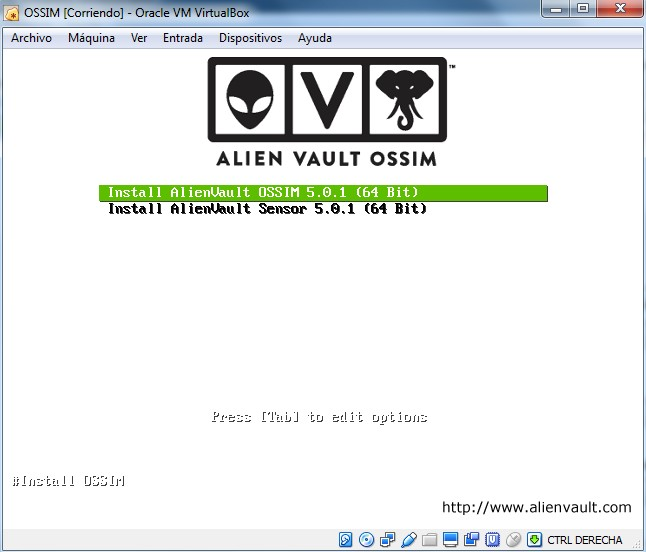 OSSIM [Corriendo] - Oracle VM VirtualBox
Archivo Máquina Ver Entrada Dispositivos Ayuda
V
TM
ALIEN VAULT OSSIM
Install AlienVault OSSIM 5.0.1 (64 Bit)
Install AlienVault Sensor 5.0.1 (64 Bit)
Press [Tab] to edit options
#Install OSSIM
http://www.alienvault.com
CTRL DERECHA